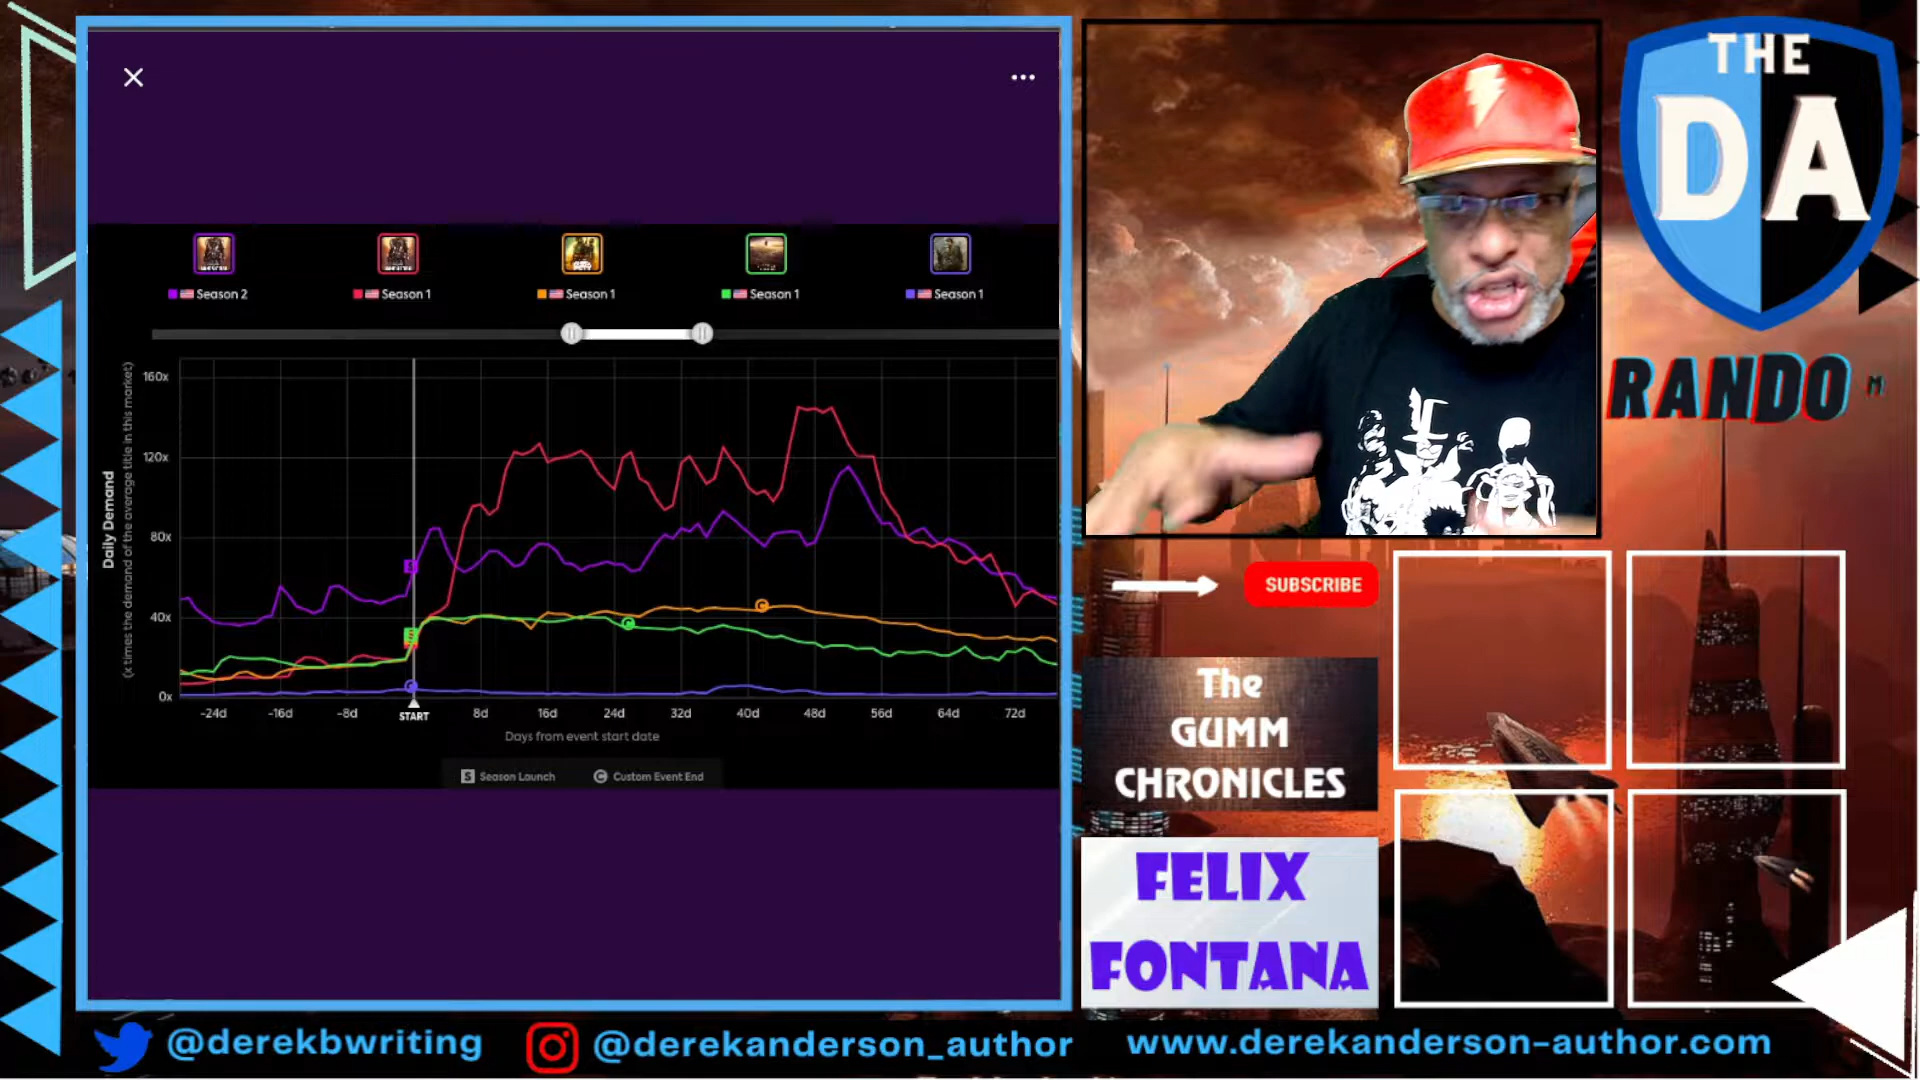 Season 2
Season 1
Season 1
Season 1
Season 1
Daily Demand
(x times the demand of the average title in this market)
160x
120x
80x
40x
0x
S
C
-24d
-16d
-8d
START
8d
16d
24d
32d
40d
48d
56d
64d
72d
Days from event start date
S Season Launch
C Custom Event End
THE
DA
RANDO M
SUBSCRIBE
The
GUMM
CHRONICLES
FELIX
FONTANA
@derekbwriting
@derekanderson_author
www.derekanderson-author.com